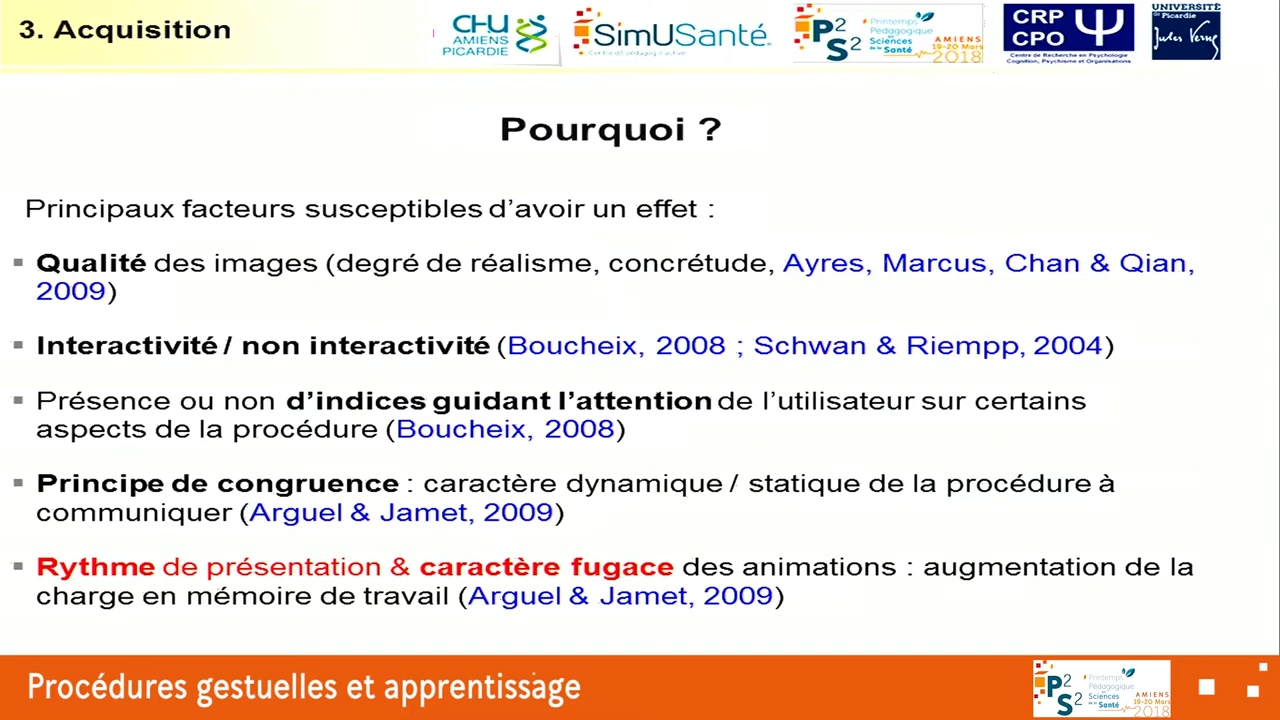 3. Acquisition
CHU
AMIENS
PICARDIE
SimUSanté
P2
S2
Printemps
Pédagogique
en Sciences
de la Santé
AMIENS
19-20 Mars
2018
CRP
CPO
Centre de Recherche en Psychologie
Cognition, Psychisme et Organisations
UNIVERSITÉ
de Picardie
Jules Verne
Pourquoi ?
Principaux facteurs susceptibles d’avoir un effet :
▪ Qualité des images (degré de réalisme, concrétude, Ayres, Marcus, Chan & Qian,
2009)
▪ Interactivité / non interactivité (Boucheix, 2008 ; Schwan & Riempp, 2004)
▪ Présence ou non d’indices guidant l’attention de l’utilisateur sur certains
aspects de la procédure (Boucheix, 2008)
▪ Principe de congruence : caractère dynamique / statique de la procédure à
communiquer (Arguel & Jamet, 2009)
▪ Rythme de présentation & caractère fugace des animations : augmentation de la
charge en mémoire de travail (Arguel & Jamet, 2009)
Procédures gestuelles et apprentissage
P2
S2
Printemps
Pédagogique
en Sciences
de la Santé
AMIENS
19-20 Mars
2018